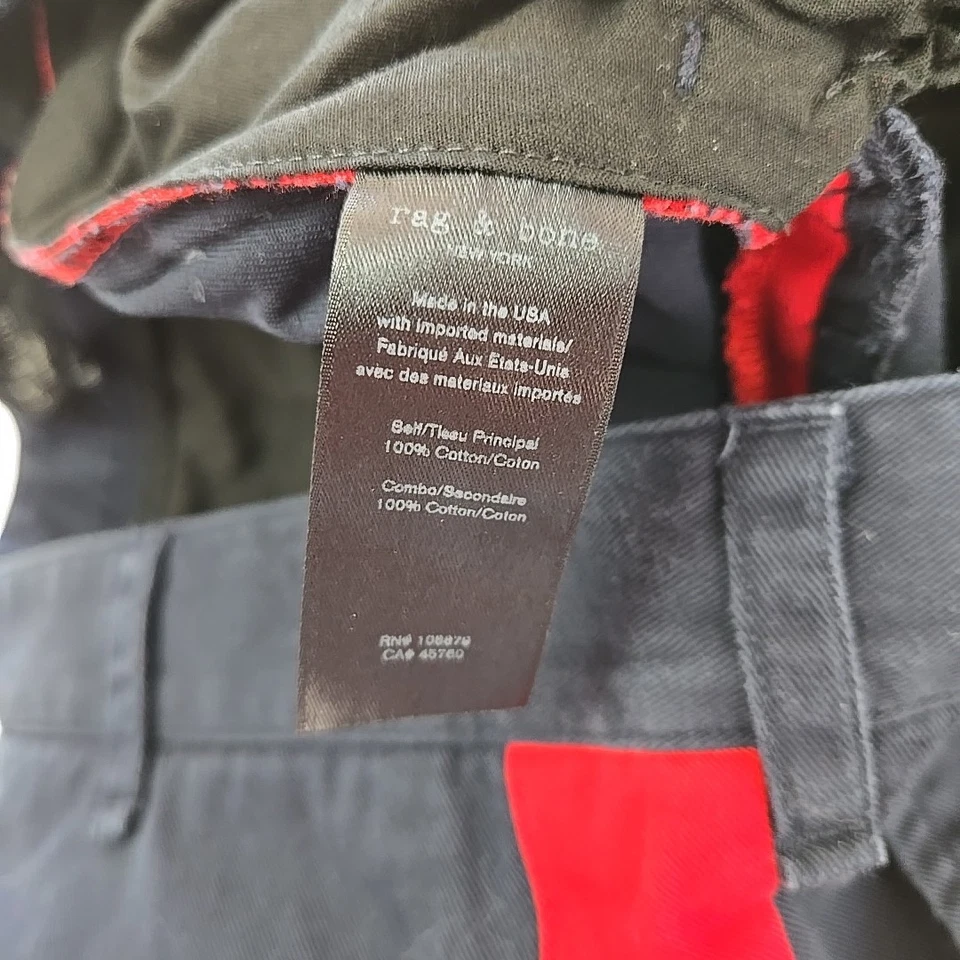 rag & bone
NEW YORK
Made in the USA
with imported materials/
Fabriqué Aux Etats-Unis
avec des materiaux importés
Self/Tissu Principal
100% Cotton/Coton
Combo/Secondaire
100% Cotton/Coton
RN# 108879
CA# 45760